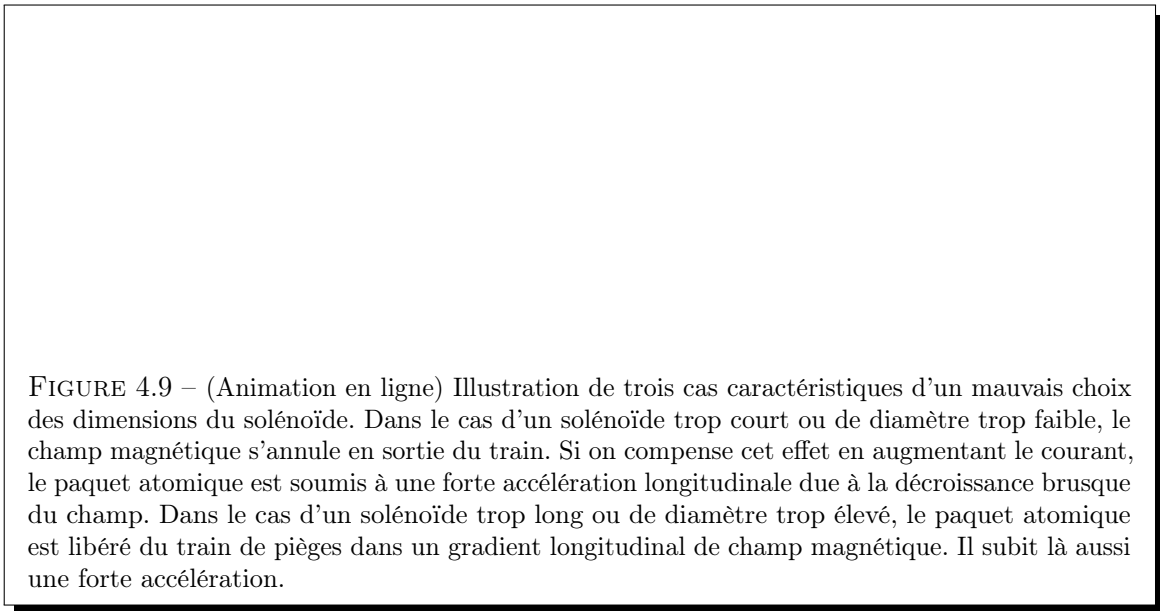 FIGURE 4.9 – (Animation en ligne) Illustration de trois cas caractéristiques d'un mauvais choix
des dimensions du solénoïde. Dans le cas d'un solénoïde trop court ou de diamètre trop faible, le
champ magnétique s'annule en sortie du train. Si on compense cet effet en augmentant le courant,
le paquet atomique est soumis à une forte accélération longitudinale due à la décroissance brusque
du champ. Dans le cas d'un solénoïde trop long ou de diamètre trop élevé, le paquet atomique
est libéré du train de pièges dans un gradient longitudinal de champ magnétique. Il subit là aussi
une forte accélération.